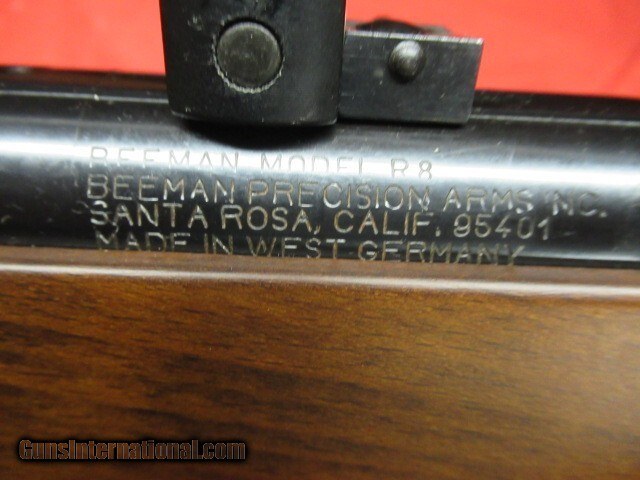 BEEMAN MODEL R8
BEEMAN PRECISION ARMS INC.
SANTA ROSA, CALIF. 95401
MADE IN WEST GERMANY
GunsInternational.com